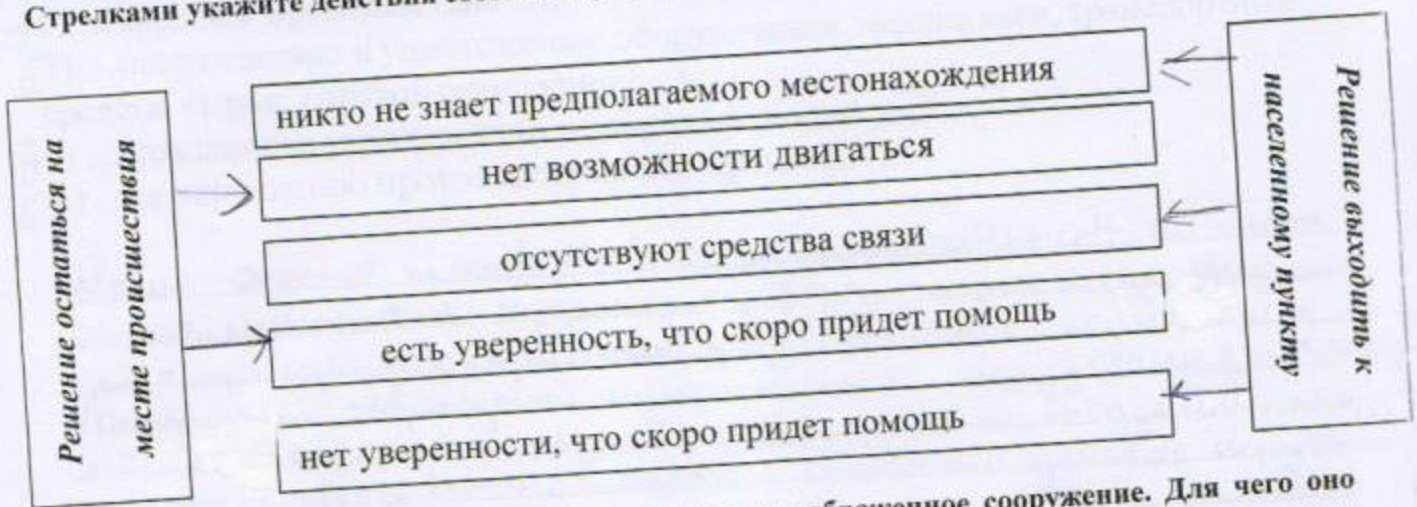 Стрелками укажите действия
Решение остаться на
месте происшествия
никто не знает предполагаемого местонахождения
нет возможности двигаться
отсутствуют средства связи
есть уверенность, что скоро придет помощь
нет уверенности, что скоро придет помощь
Решение выходить к
населенному пункту
сооружение. Для чего оно